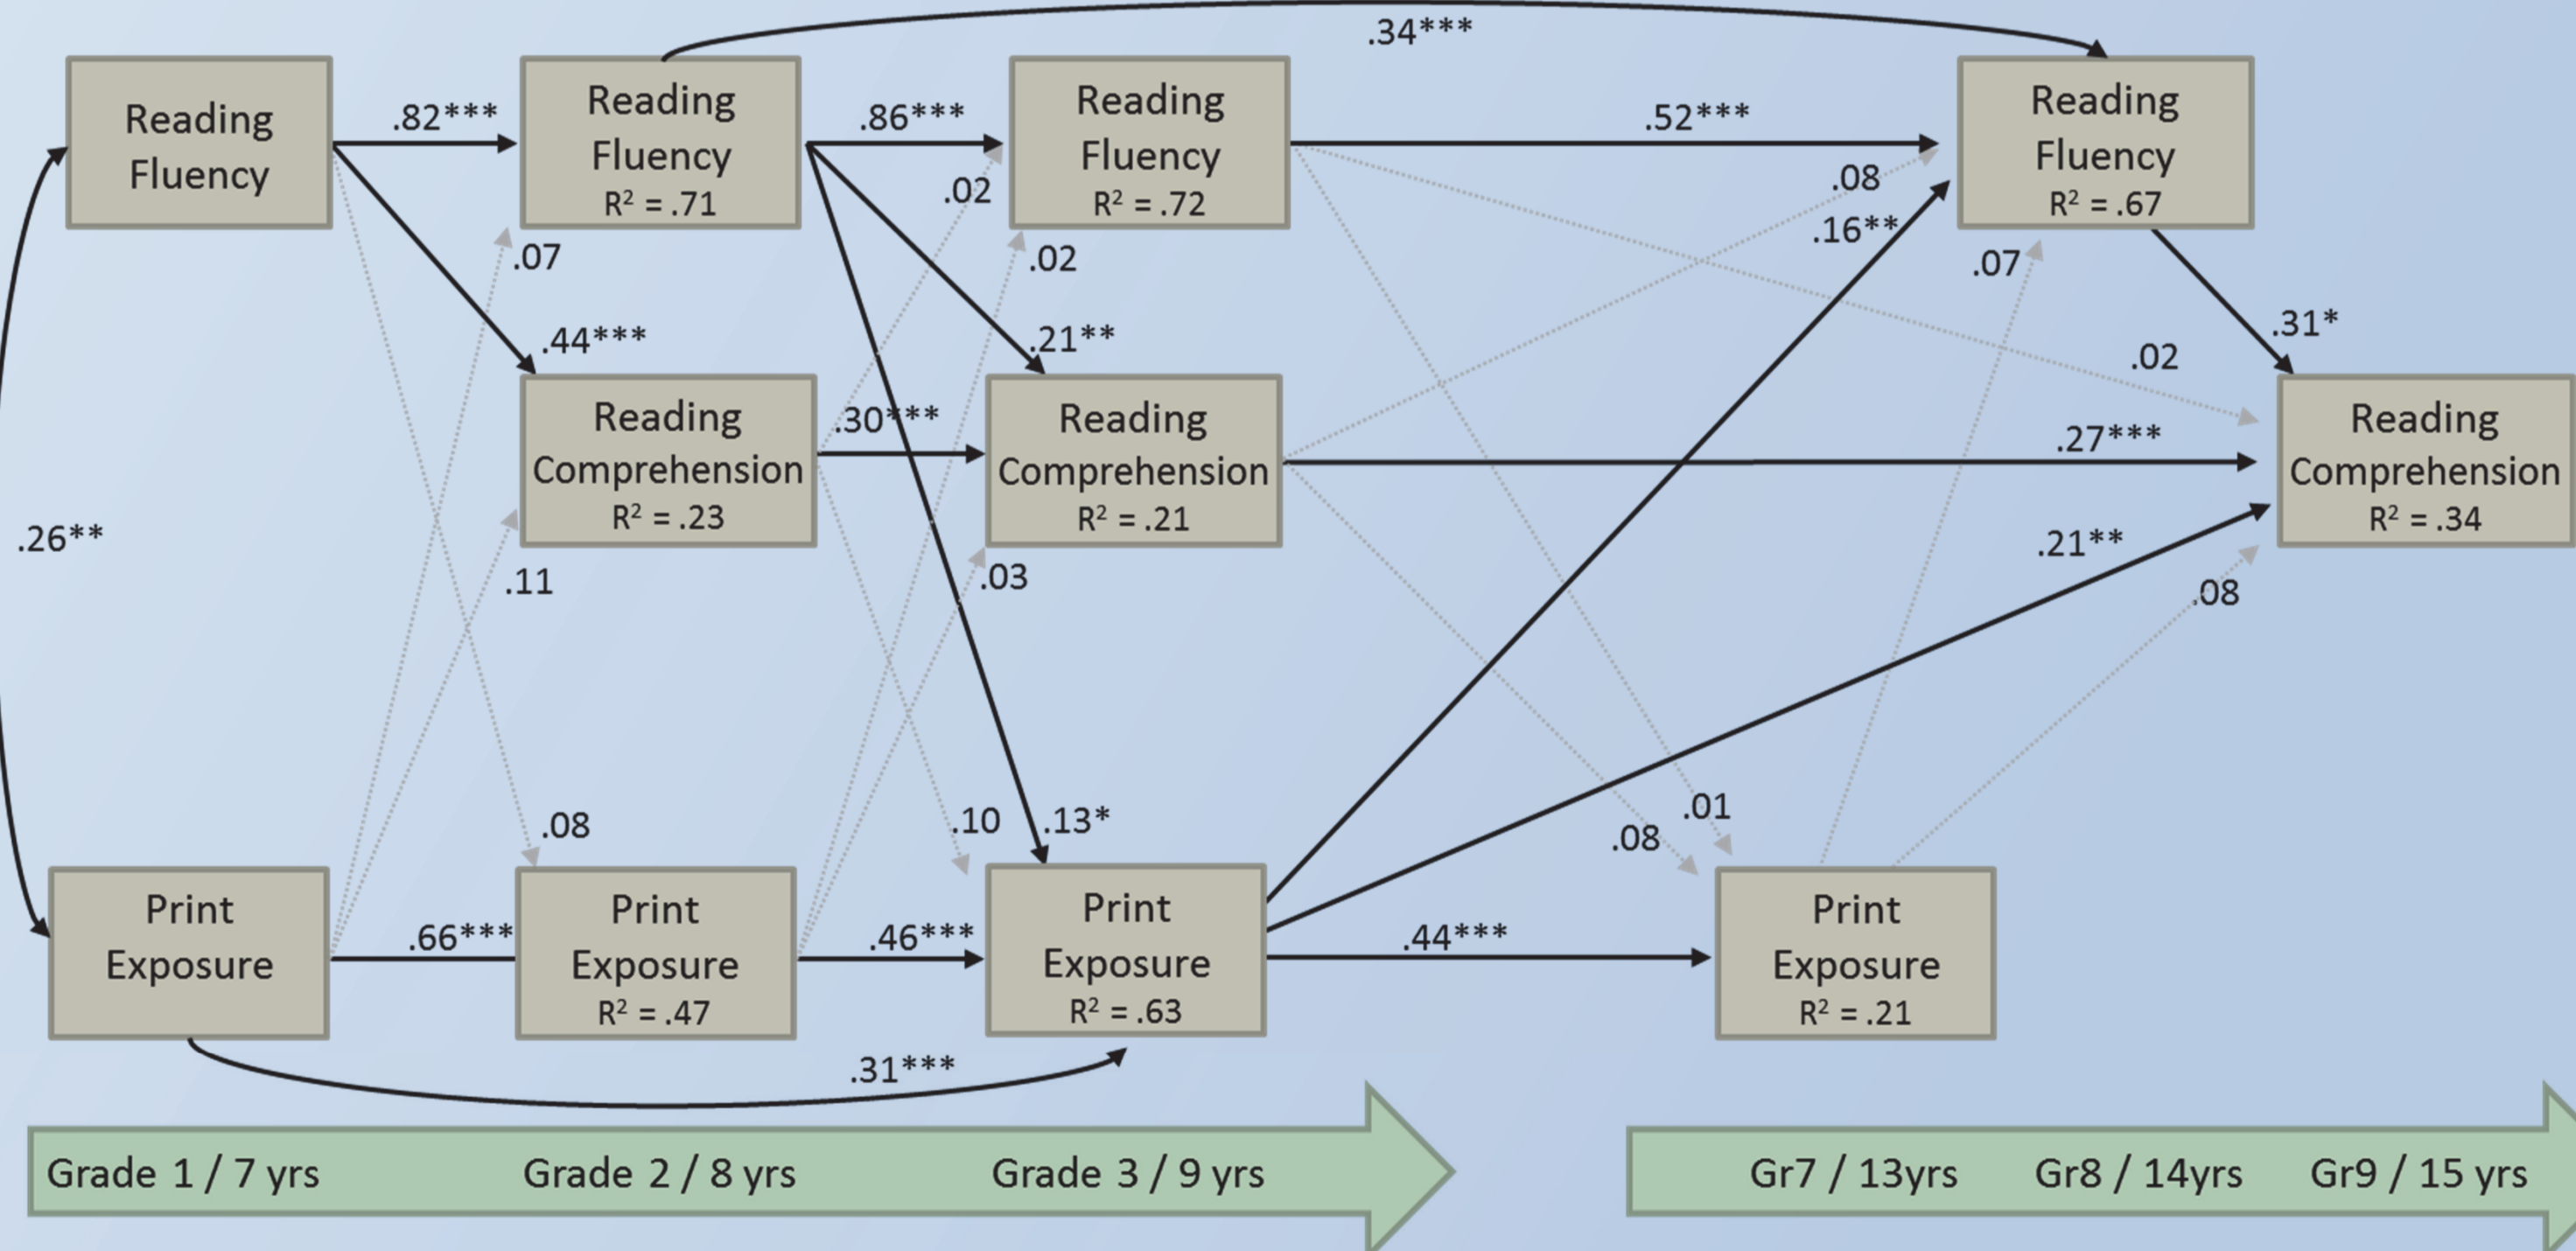 .34***
Reading
Fluency
.82***
Reading
Fluency
R² = .71
.86***
.02
Reading
Fluency
R² = .72
.52***
.08
.16**
Reading
Fluency
R² = .67
.07
.02
.07
.44***
.21**
.31*
.02
Reading
Comprehension
R² = .23
.30***
Reading
Comprehension
R² = .21
.27***
Reading
Comprehension
R² = .34
.26**
.11
.03
.21**
.08
.08
.10
.13*
.01
.08
Print
Exposure
.66***
Print
Exposure
R² = .47
.46***
Print
Exposure
R² = .63
.44***
Print
Exposure
R² = .21
.31***
Grade 1 / 7 yrs
Grade 2 / 8 yrs
Grade 3 / 9 yrs
Gr7 / 13yrs
Gr8 / 14yrs
Gr9 / 15 yrs